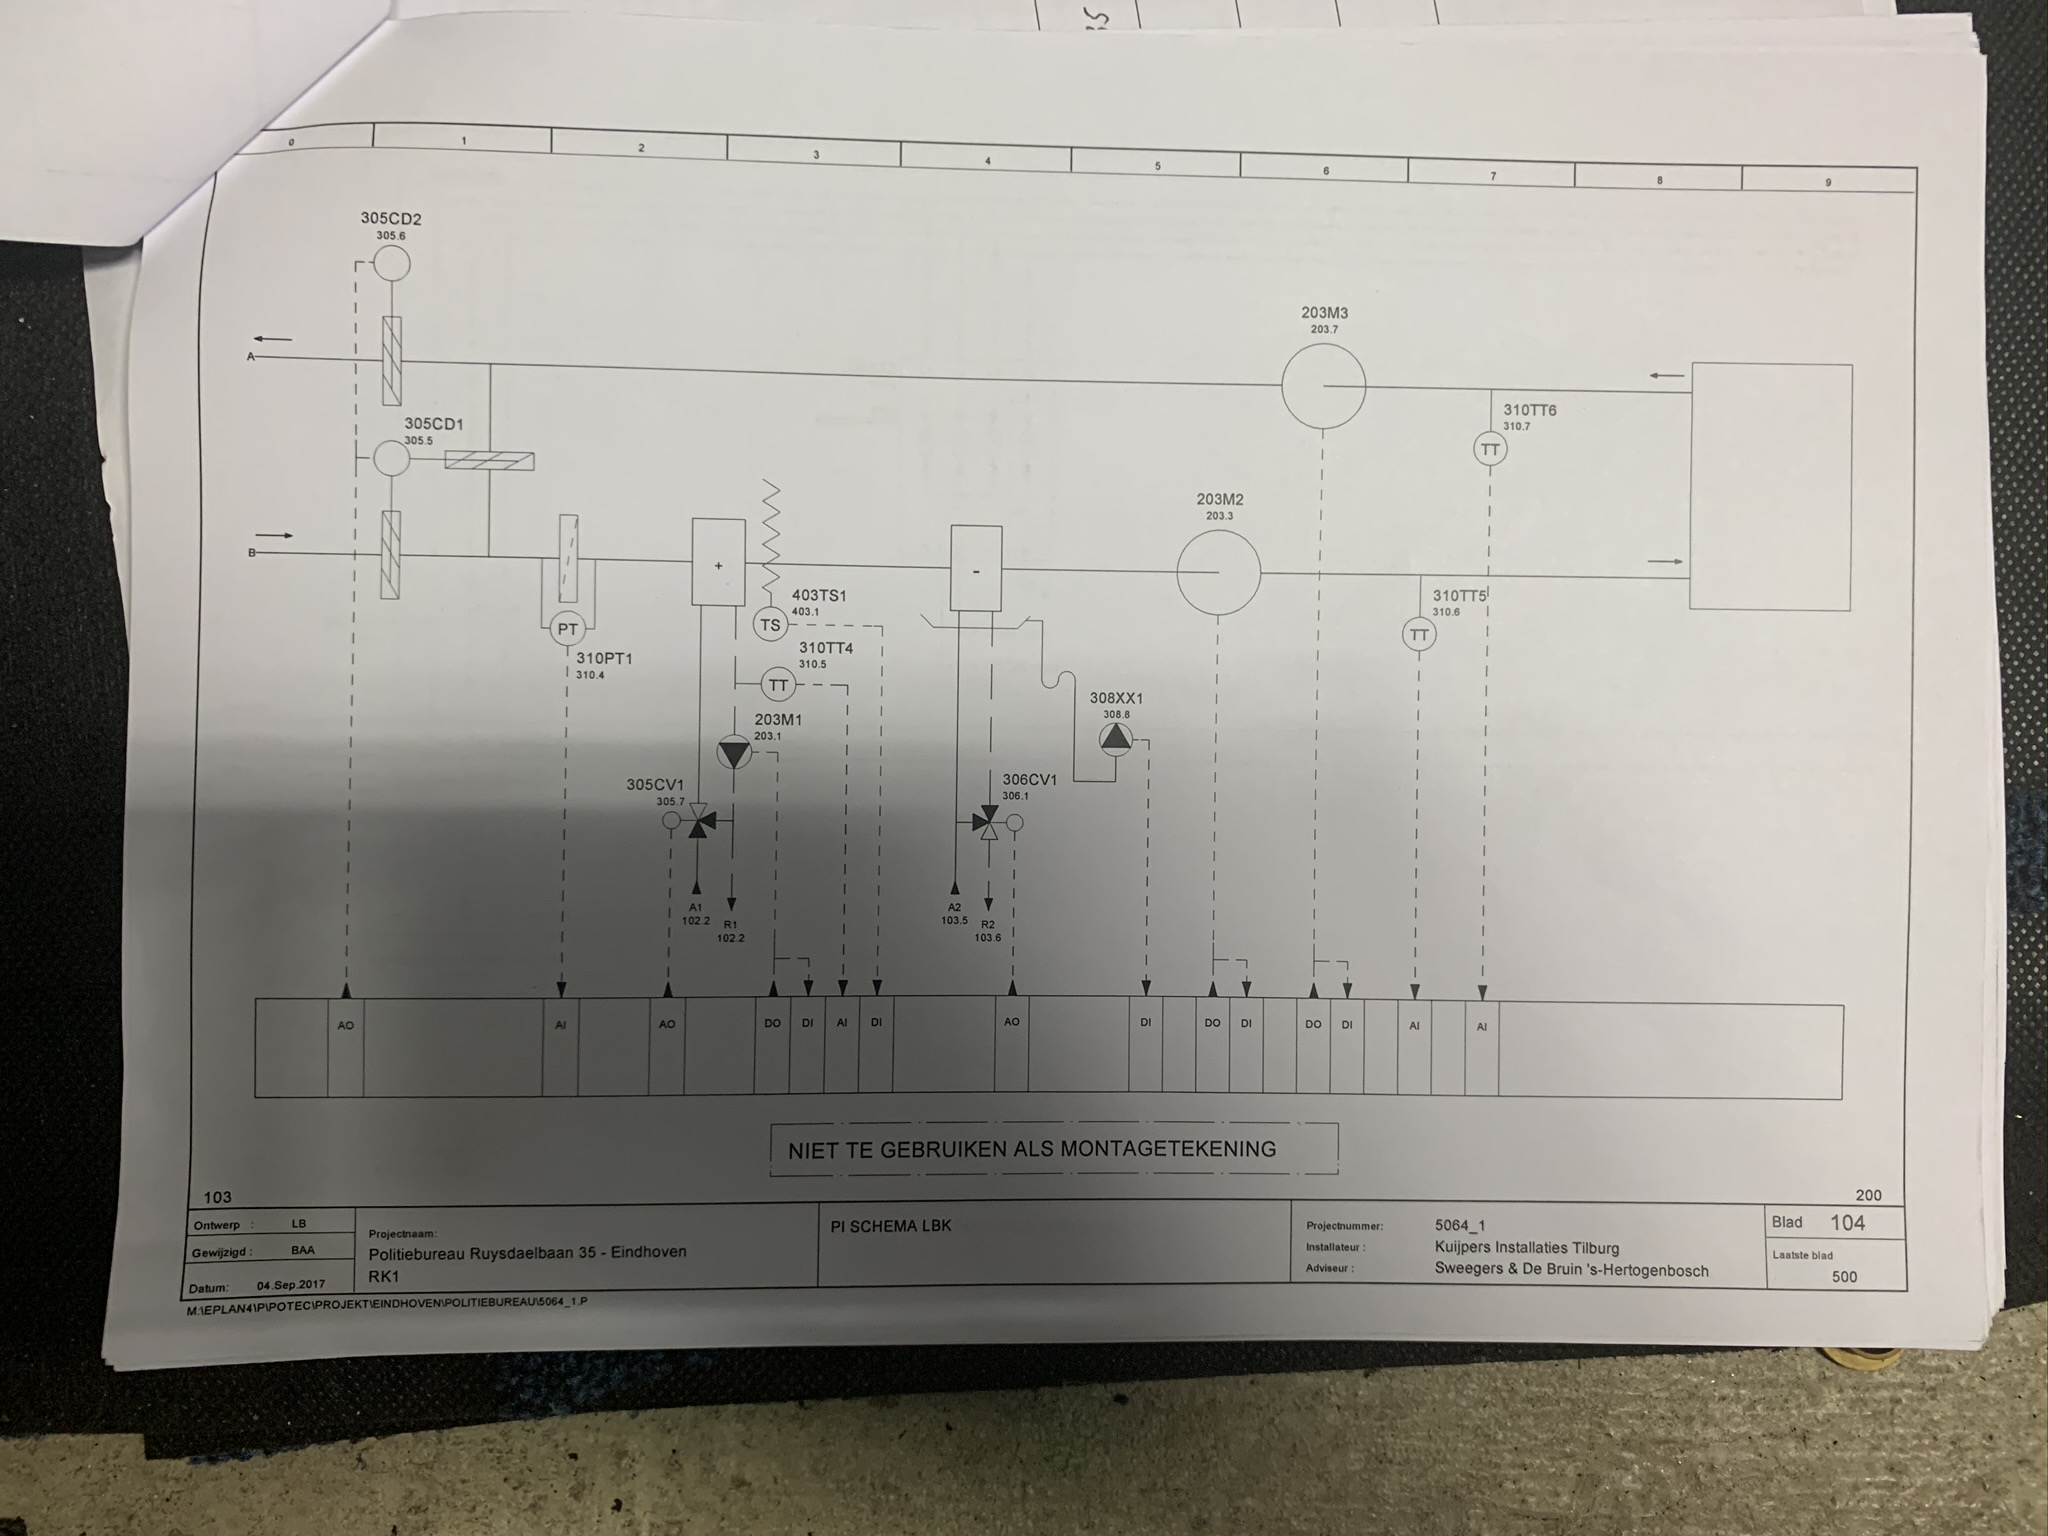 0 1 2 3 4 5 6 7 8 9
305CD2
305.6
203M3
203.7
A
305CD1
305.5
310TT6
310.7
TT
203M2
203.3
B
+
-
403TS1
403.1
TS
310TT5
310.6
TT
PT
310PT1
310.4
310TT4
310.5
TT
308XX1
308.8
203M1
203.1
305CV1
305.7
306CV1
306.1
A1
102.2
R1
102.2
A2
103.5
R2
103.6
AO AI AO DO DI AI DI AO DI DO DI DO DI AI AI
NIET TE GEBRUIKEN ALS MONTAGETEKENING
103 200
Ontwerp : LB
Gewijzigd : BAA
Datum: 04.Sep.2017
Projectnaam:
Politiebureau Ruysdaelbaan 35 - Eindhoven
RK1
PI SCHEMA LBK
Projectnummer: 5064_1
Installateur : Kuijpers Installaties Tilburg
Adviseur : Sweegers & De Bruin 's-Hertogenbosch
Blad 104
Laatste blad
500
M:\EPLAN4\P\POTEC\PROJEKT\EINDHOVEN\POLITIEBUREAU\5064_1.P